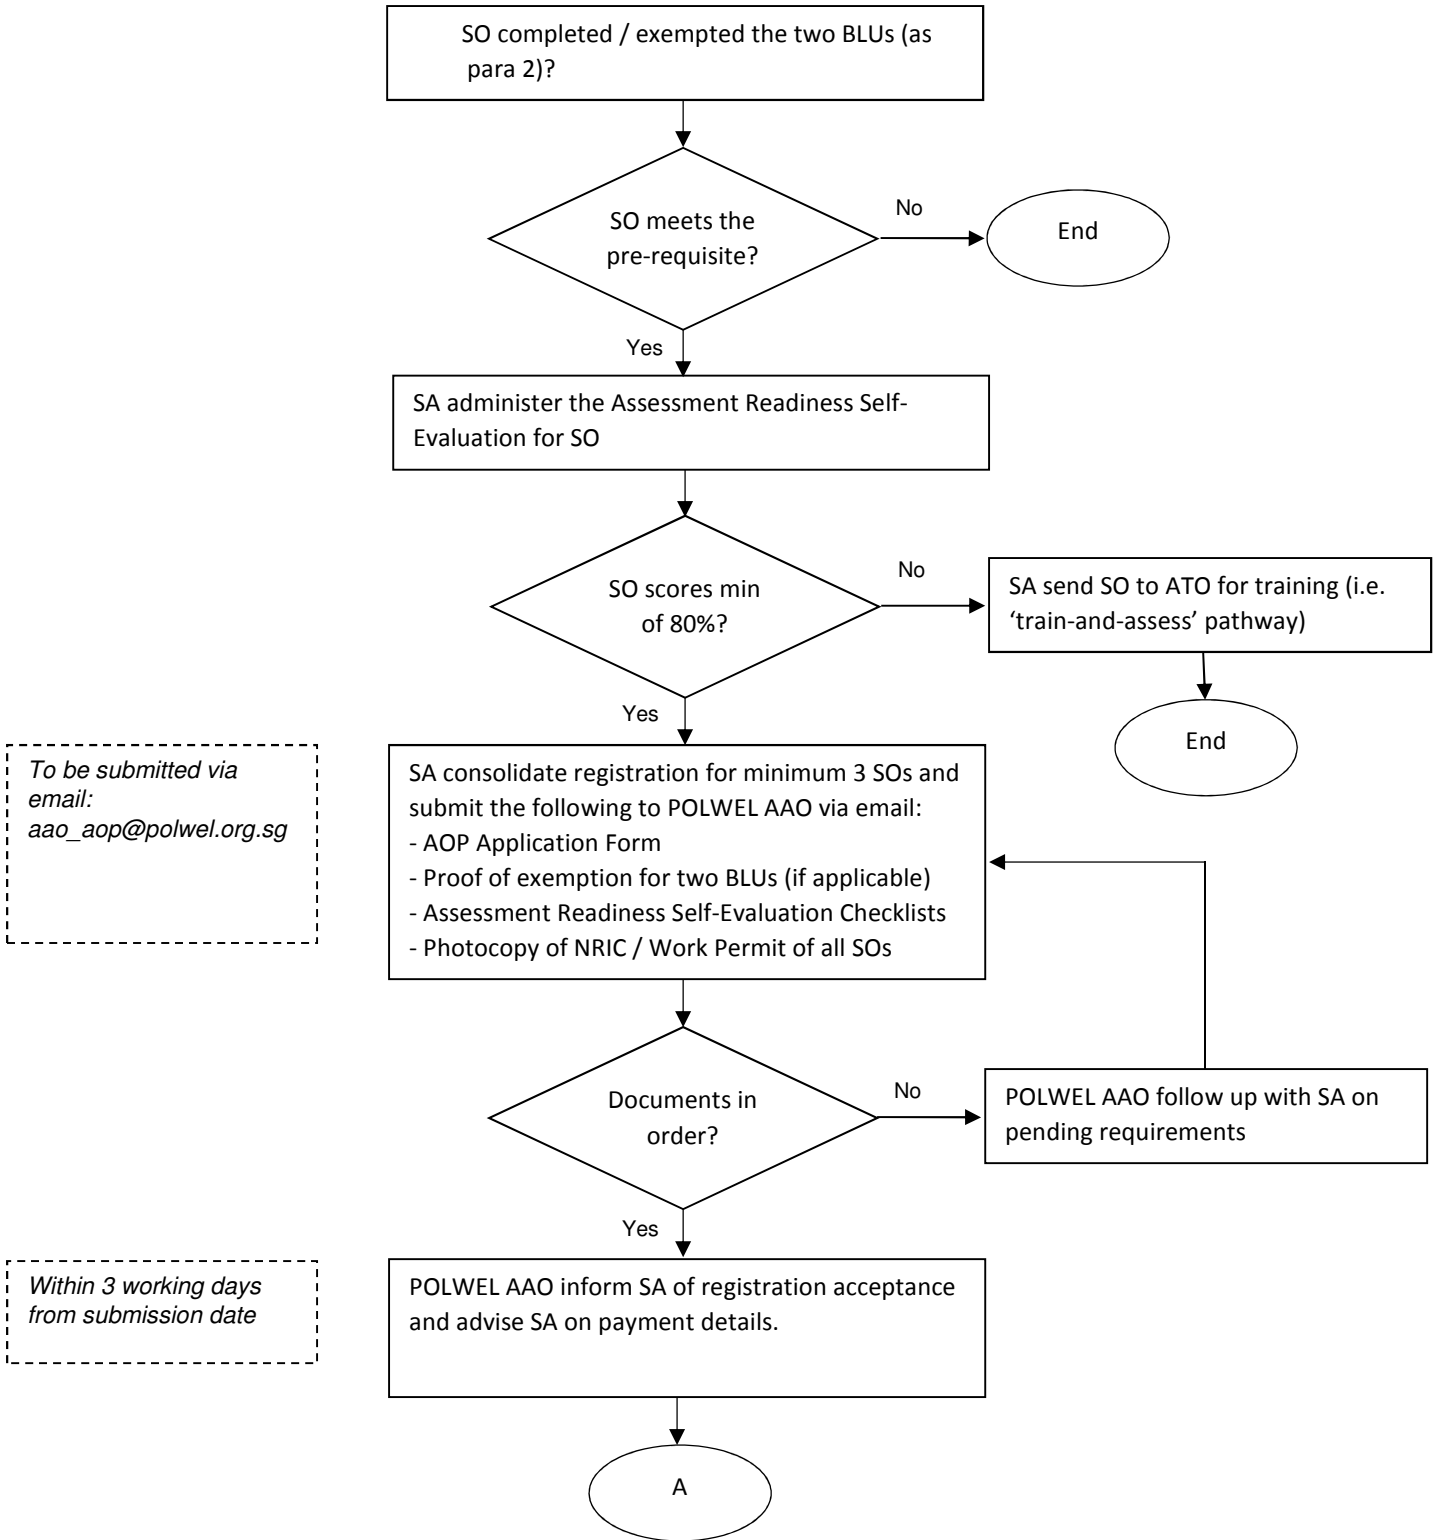 SO completed / exempted the two BLUs (as
para 2)?
SO meets the
pre-requisite?
No
End
Yes
SA administer the Assessment Readiness Self-
Evaluation for SO
SO scores min
of 80%?
No
SA send SO to ATO for training (i.e.
‘train-and-assess’ pathway)
End
Yes
To be submitted via
email:
aao_aop@polwel.org.sg
SA consolidate registration for minimum 3 SOs and
submit the following to POLWEL AAO via email:
- AOP Application Form
- Proof of exemption for two BLUs (if applicable)
- Assessment Readiness Self-Evaluation Checklists
- Photocopy of NRIC / Work Permit of all SOs
Documents in
order?
No
POLWEL AAO follow up with SA on
pending requirements
Yes
Within 3 working days
from submission date
POLWEL AAO inform SA of registration acceptance
and advise SA on payment details.
A